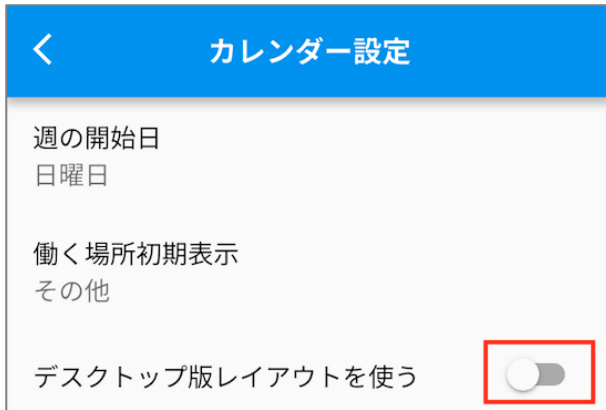 カレンダー設定
週の開始日
日曜日
働く場所初期表示
その他
デスクトップ版レイアウトを使う